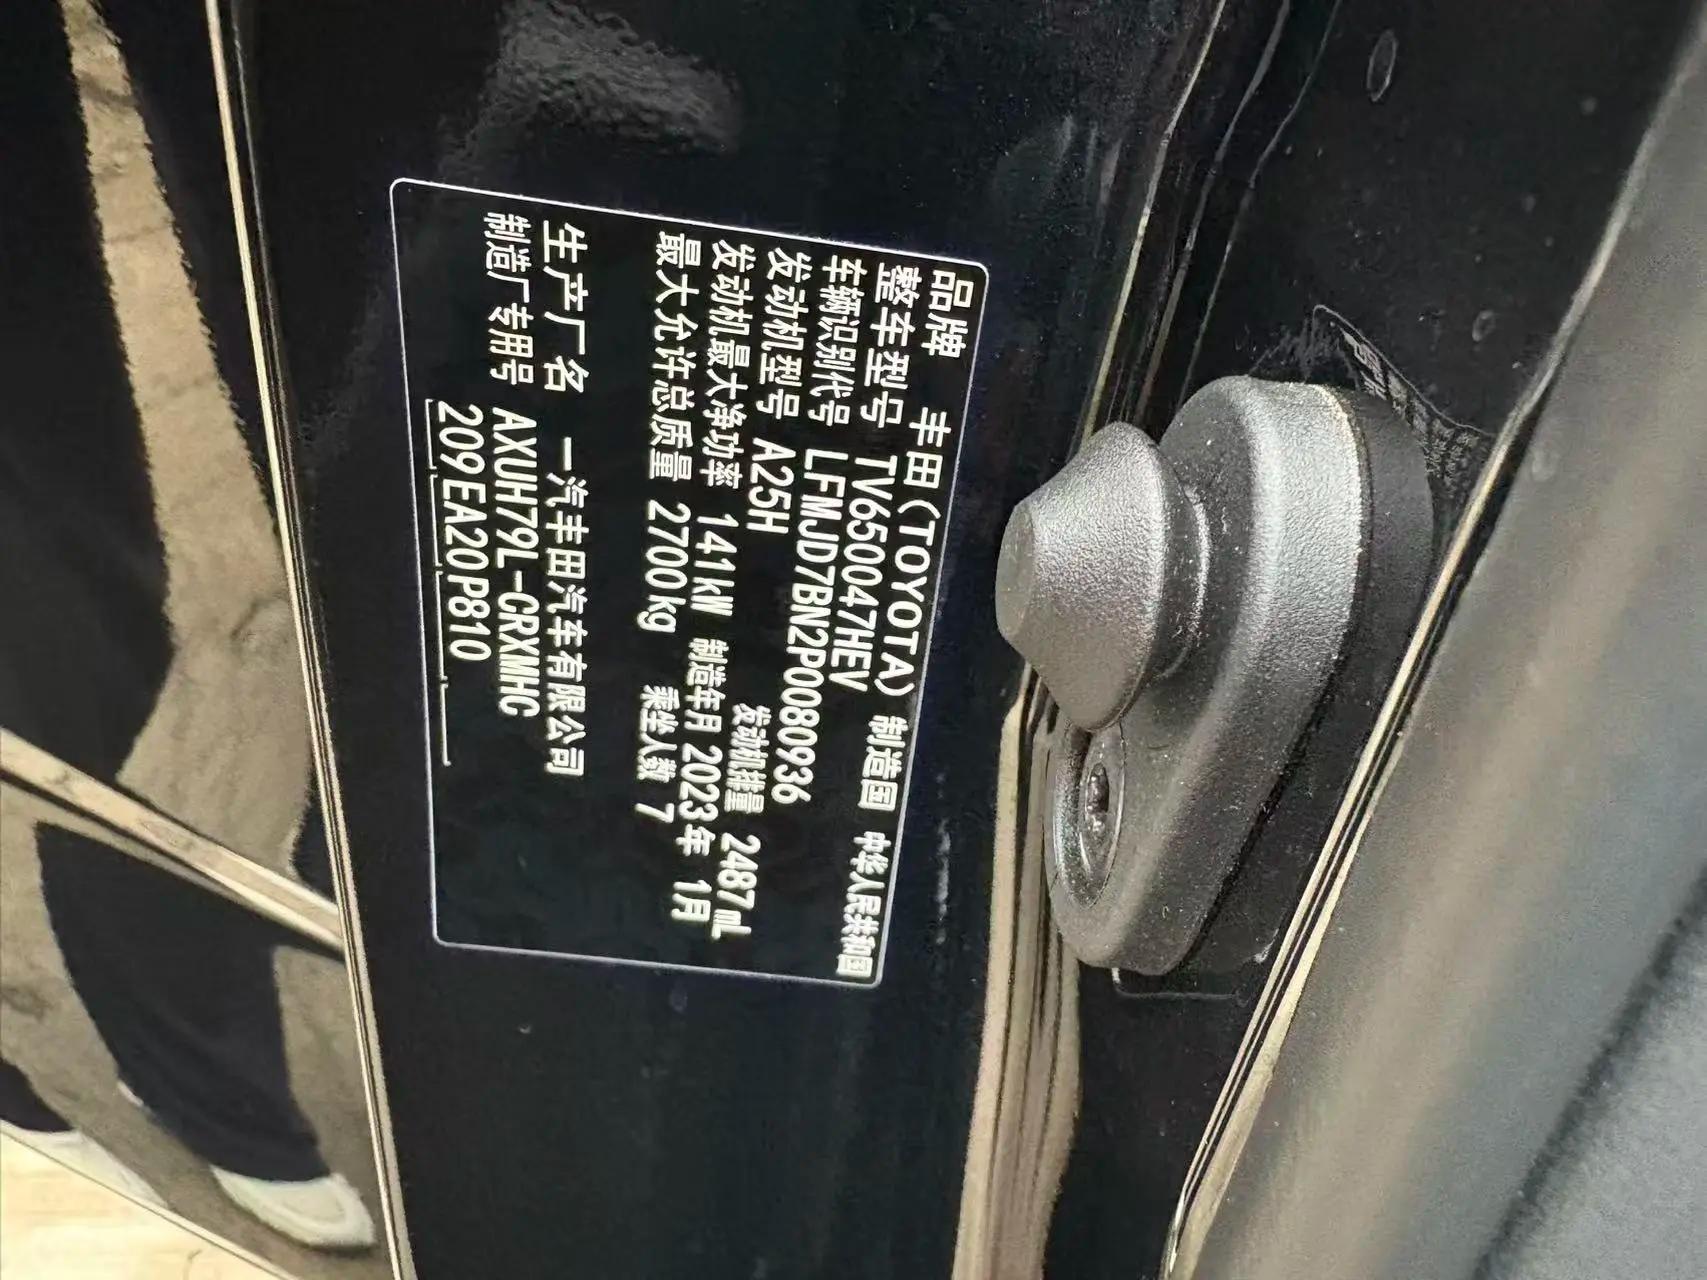 品牌 丰田(TOYOTA) 制造国 中华人民共和国
整车型号 TV650047HEV
车辆识别代号 LFMJD7BN2P0080936
发动机型号 A25H 发动机排量 2487mL
发动机最大净功率 141kW 制造年月 2023年 1月
最大允许总质量 2700kg 乘坐人数 7
生产厂名 一汽丰田汽车有限公司
制造厂专用号 AXUH79L-CRXMHC
209EA20P810